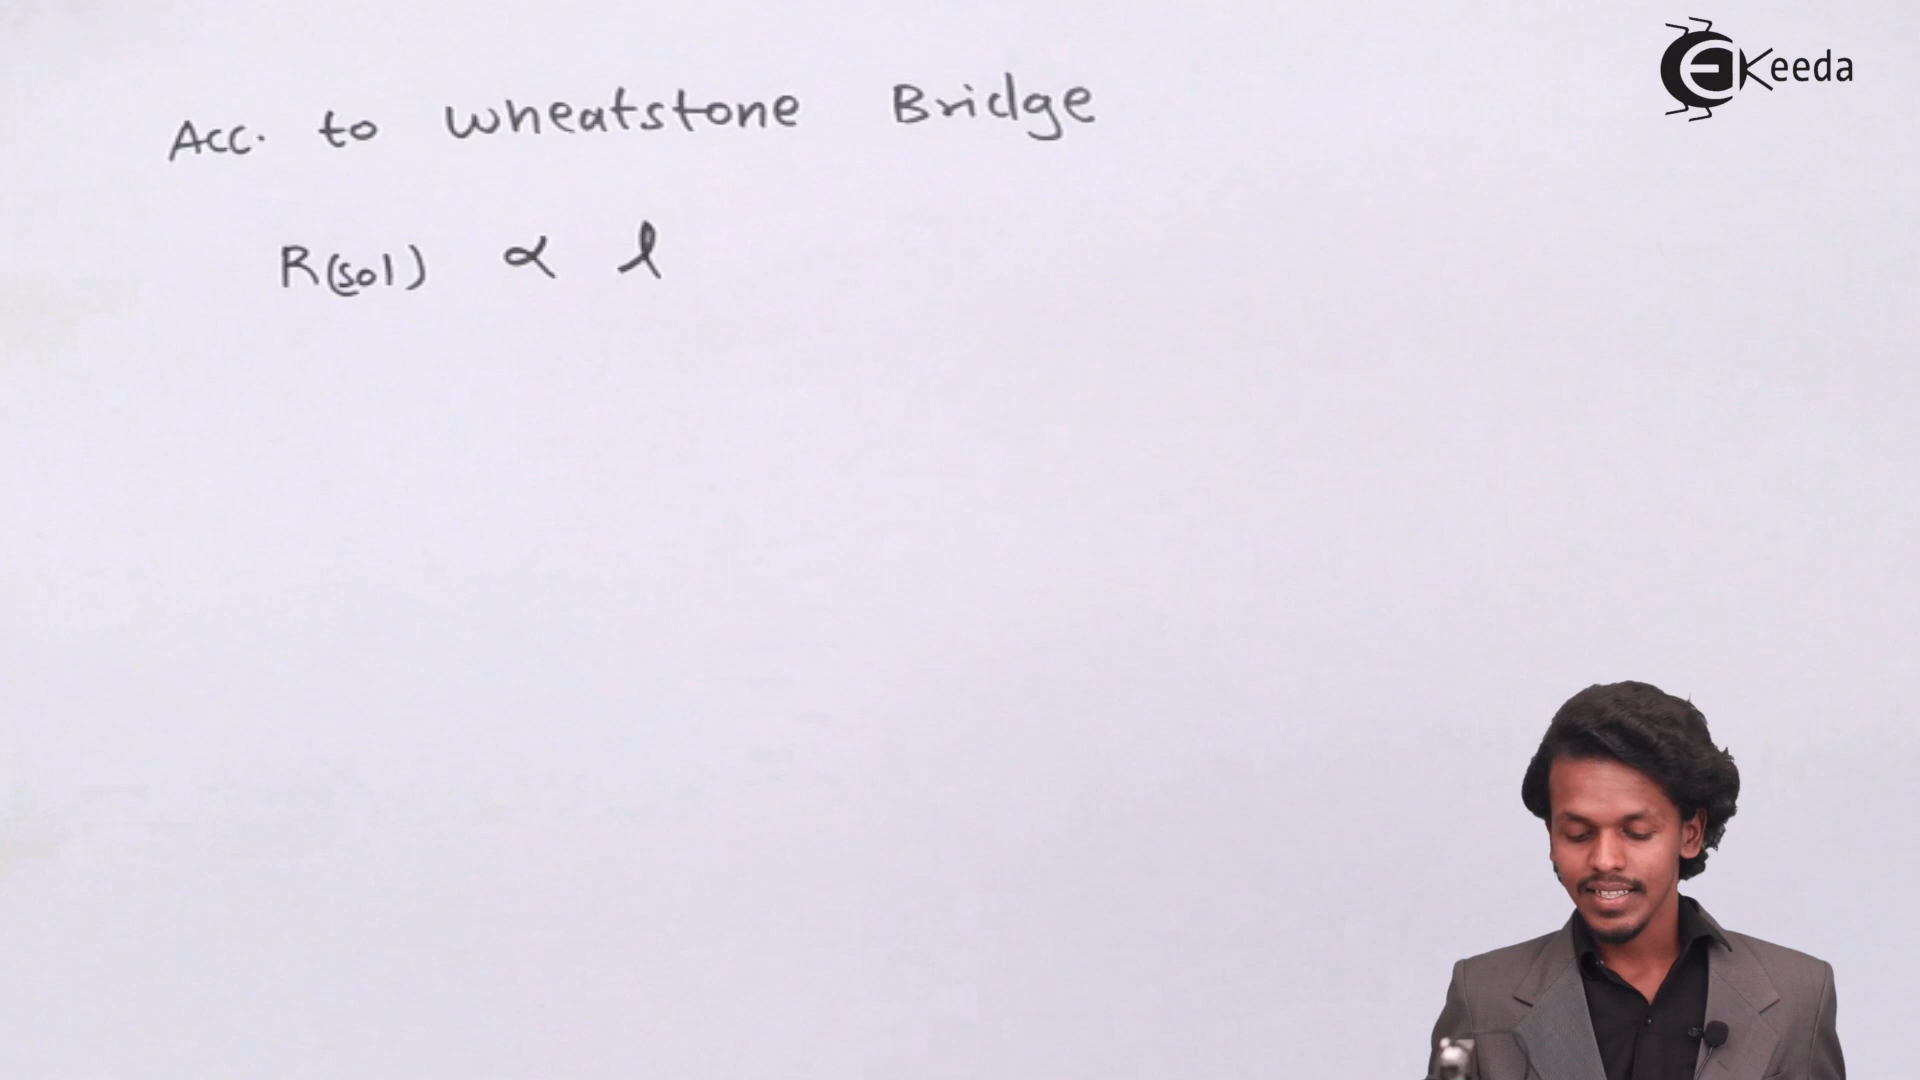 Keeda
Acc. to Wheatstone Bridge
R(sol) ∝ l